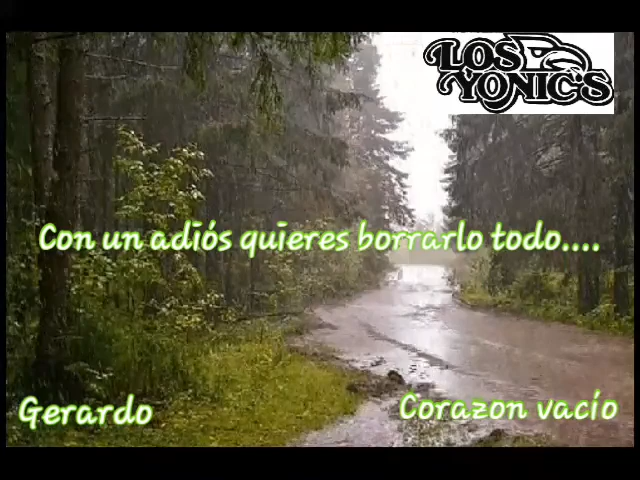 LOS
YONIC'S
Con un adiós quieres borrarlo todo....
Gerardo
Corazon vacío